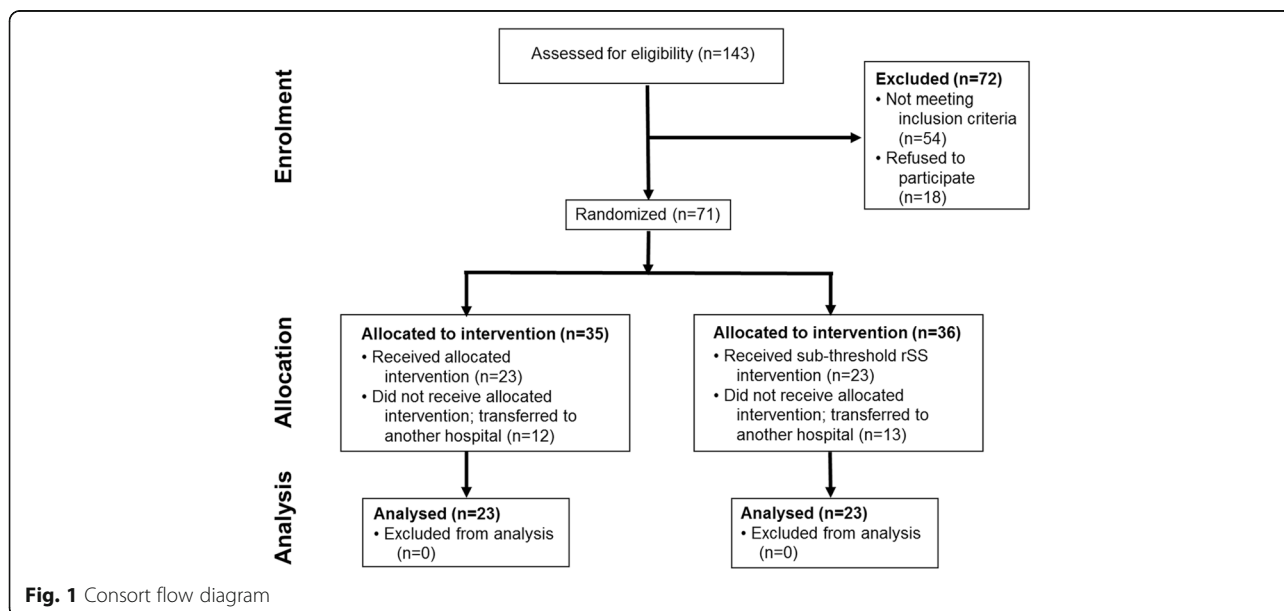 Enrolment
Assessed for eligibility (n=143)
Excluded (n=72)
• Not meeting
inclusion criteria
(n=54)
• Refused to
participate
(n=18)
Randomized (n=71)
Allocation
Allocated to intervention (n=35)
• Received allocated
intervention (n=23)
• Did not receive allocated
intervention; transferred to
another hospital (n=12)
Allocated to intervention (n=36)
• Received sub-threshold rSS
intervention (n=23)
• Did not receive allocated
intervention; transferred to
another hospital (n=13)
Analysis
Analysed (n=23)
• Excluded from analysis
(n=0)
Analysed (n=23)
• Excluded from analysis
(n=0)
Fig. 1 Consort flow diagram